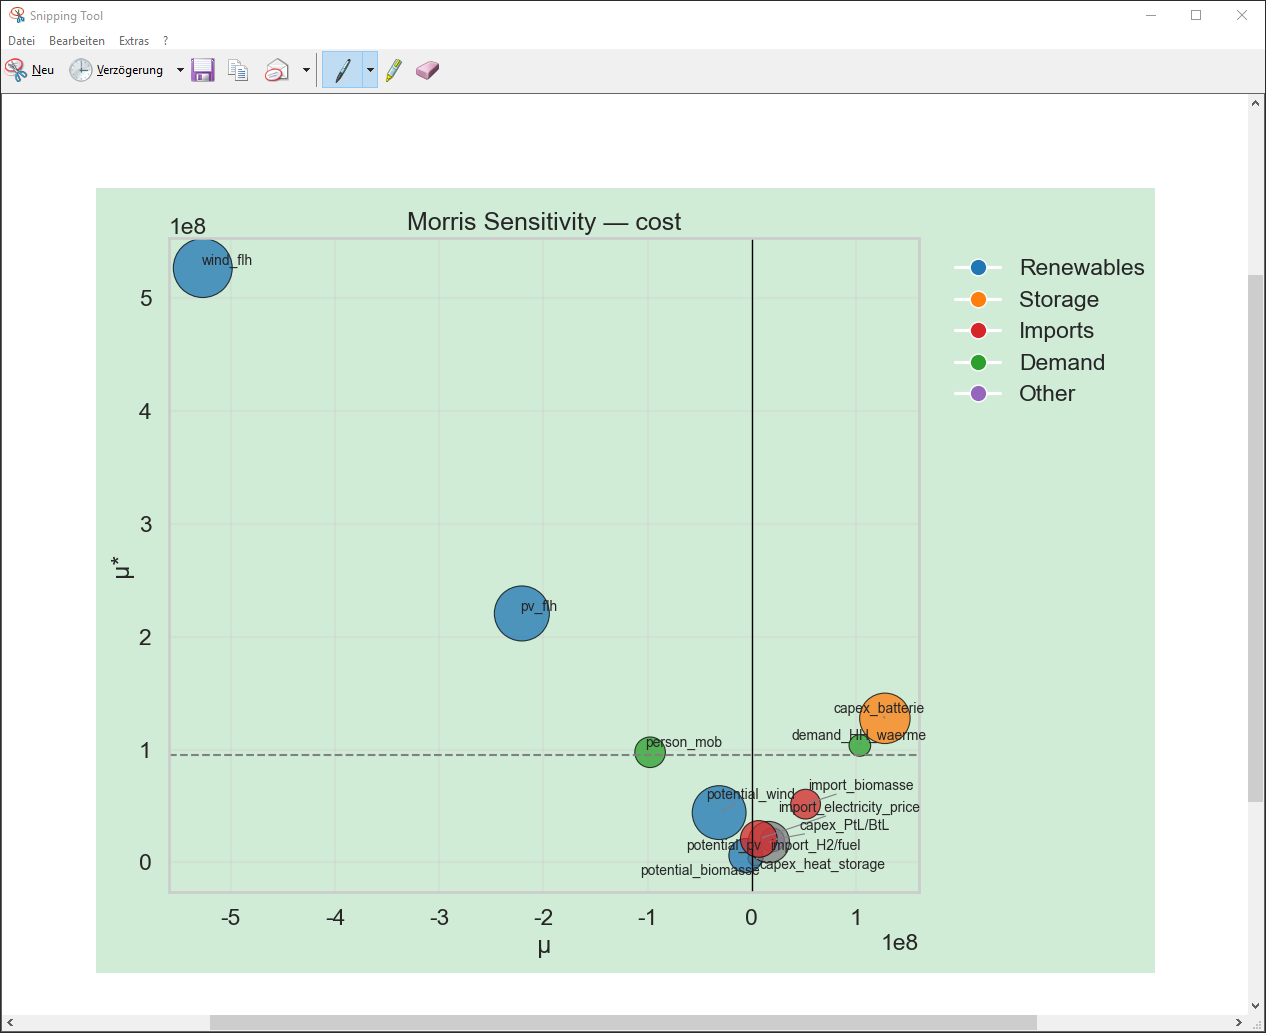 Snipping Tool
Datei Bearbeiten Extras ?
Neu Verzögerung
1e8
Morris Sensitivity — cost
wind_flh
Renewables
Storage
Imports
Demand
Other
5
4
3
2
1
0
μ*
pv_flh
capex_batterie
demand_HH_waerme
person_mob
import_biomasse
potential_wind
import_electricity_price
capex_PtL/BtL
potential_pv
import_H2/fuel
capex_heat_storage
potential_biomasse
-5 -4 -3 -2 -1 0 1
1e8
μ